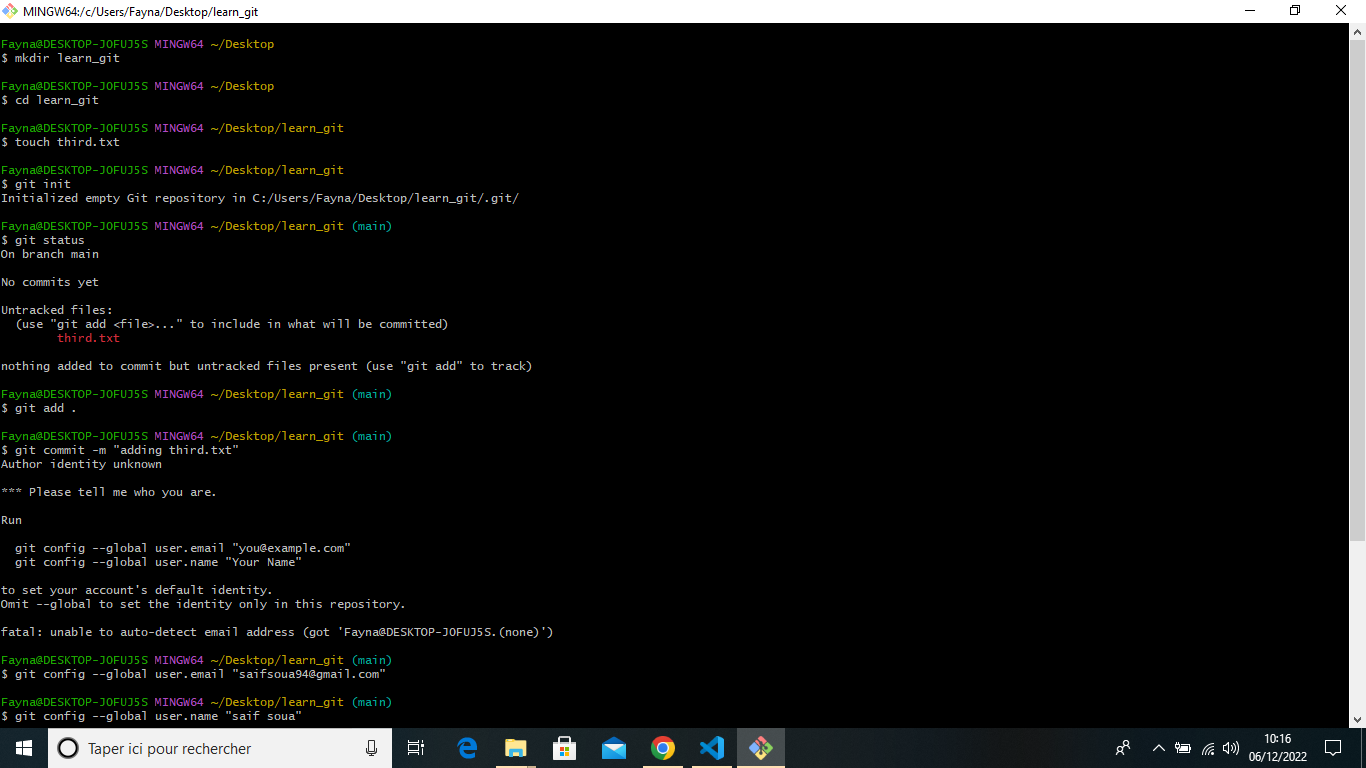 MINGW64:/c/Users/Fayna/Desktop/learn_git
Fayna@DESKTOP-JOFUJ5S MINGW64 ~/Desktop
$ mkdir learn_git
Fayna@DESKTOP-JOFUJ5S MINGW64 ~/Desktop
$ cd learn_git
Fayna@DESKTOP-JOFUJ5S MINGW64 ~/Desktop/learn_git
$ touch third.txt
Fayna@DESKTOP-JOFUJ5S MINGW64 ~/Desktop/learn_git
$ git init
Initialized empty Git repository in C:/Users/Fayna/Desktop/learn_git/.git/
Fayna@DESKTOP-JOFUJ5S MINGW64 ~/Desktop/learn_git (main)
$ git status
On branch main
No commits yet
Untracked files:
(use "git add <file>..." to include in what will be committed)
third.txt
nothing added to commit but untracked files present (use "git add" to track)
Fayna@DESKTOP-JOFUJ5S MINGW64 ~/Desktop/learn_git (main)
$ git add .
Fayna@DESKTOP-JOFUJ5S MINGW64 ~/Desktop/learn_git (main)
$ git commit -m "adding third.txt"
Author identity unknown
*** Please tell me who you are.
Run
git config --global user.email "you@example.com"
git config --global user.name "Your Name"
to set your account's default identity.
Omit --global to set the identity only in this repository.
fatal: unable to auto-detect email address (got 'Fayna@DESKTOP-JOFUJ5S.(none)')
Fayna@DESKTOP-JOFUJ5S MINGW64 ~/Desktop/learn_git (main)
$ git config --global user.email "saifsoua94@gmail.com"
Fayna@DESKTOP-JOFUJ5S MINGW64 ~/Desktop/learn_git (main)
$ git config --global user.name "saif soua"
Taper ici pour rechercher
10:16
06/12/2022